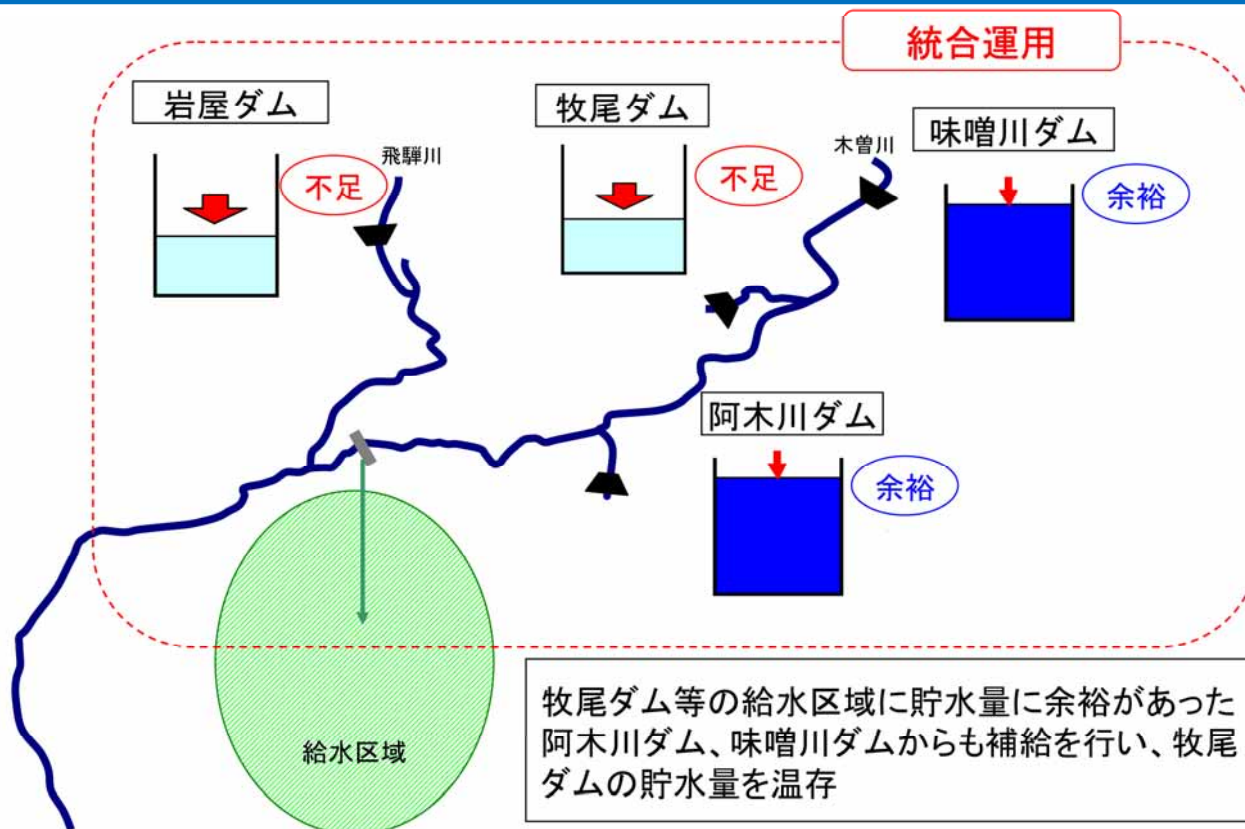 統合運用
岩屋ダム
牧尾ダム
味噌川ダム
飛騨川
木曽川
不足
不足
余裕
阿木川ダム
余裕
給水区域
牧尾ダム等の給水区域に貯水量に余裕があった
阿木川ダム、味噌川ダムからも補給を行い、牧尾
ダムの貯水量を温存